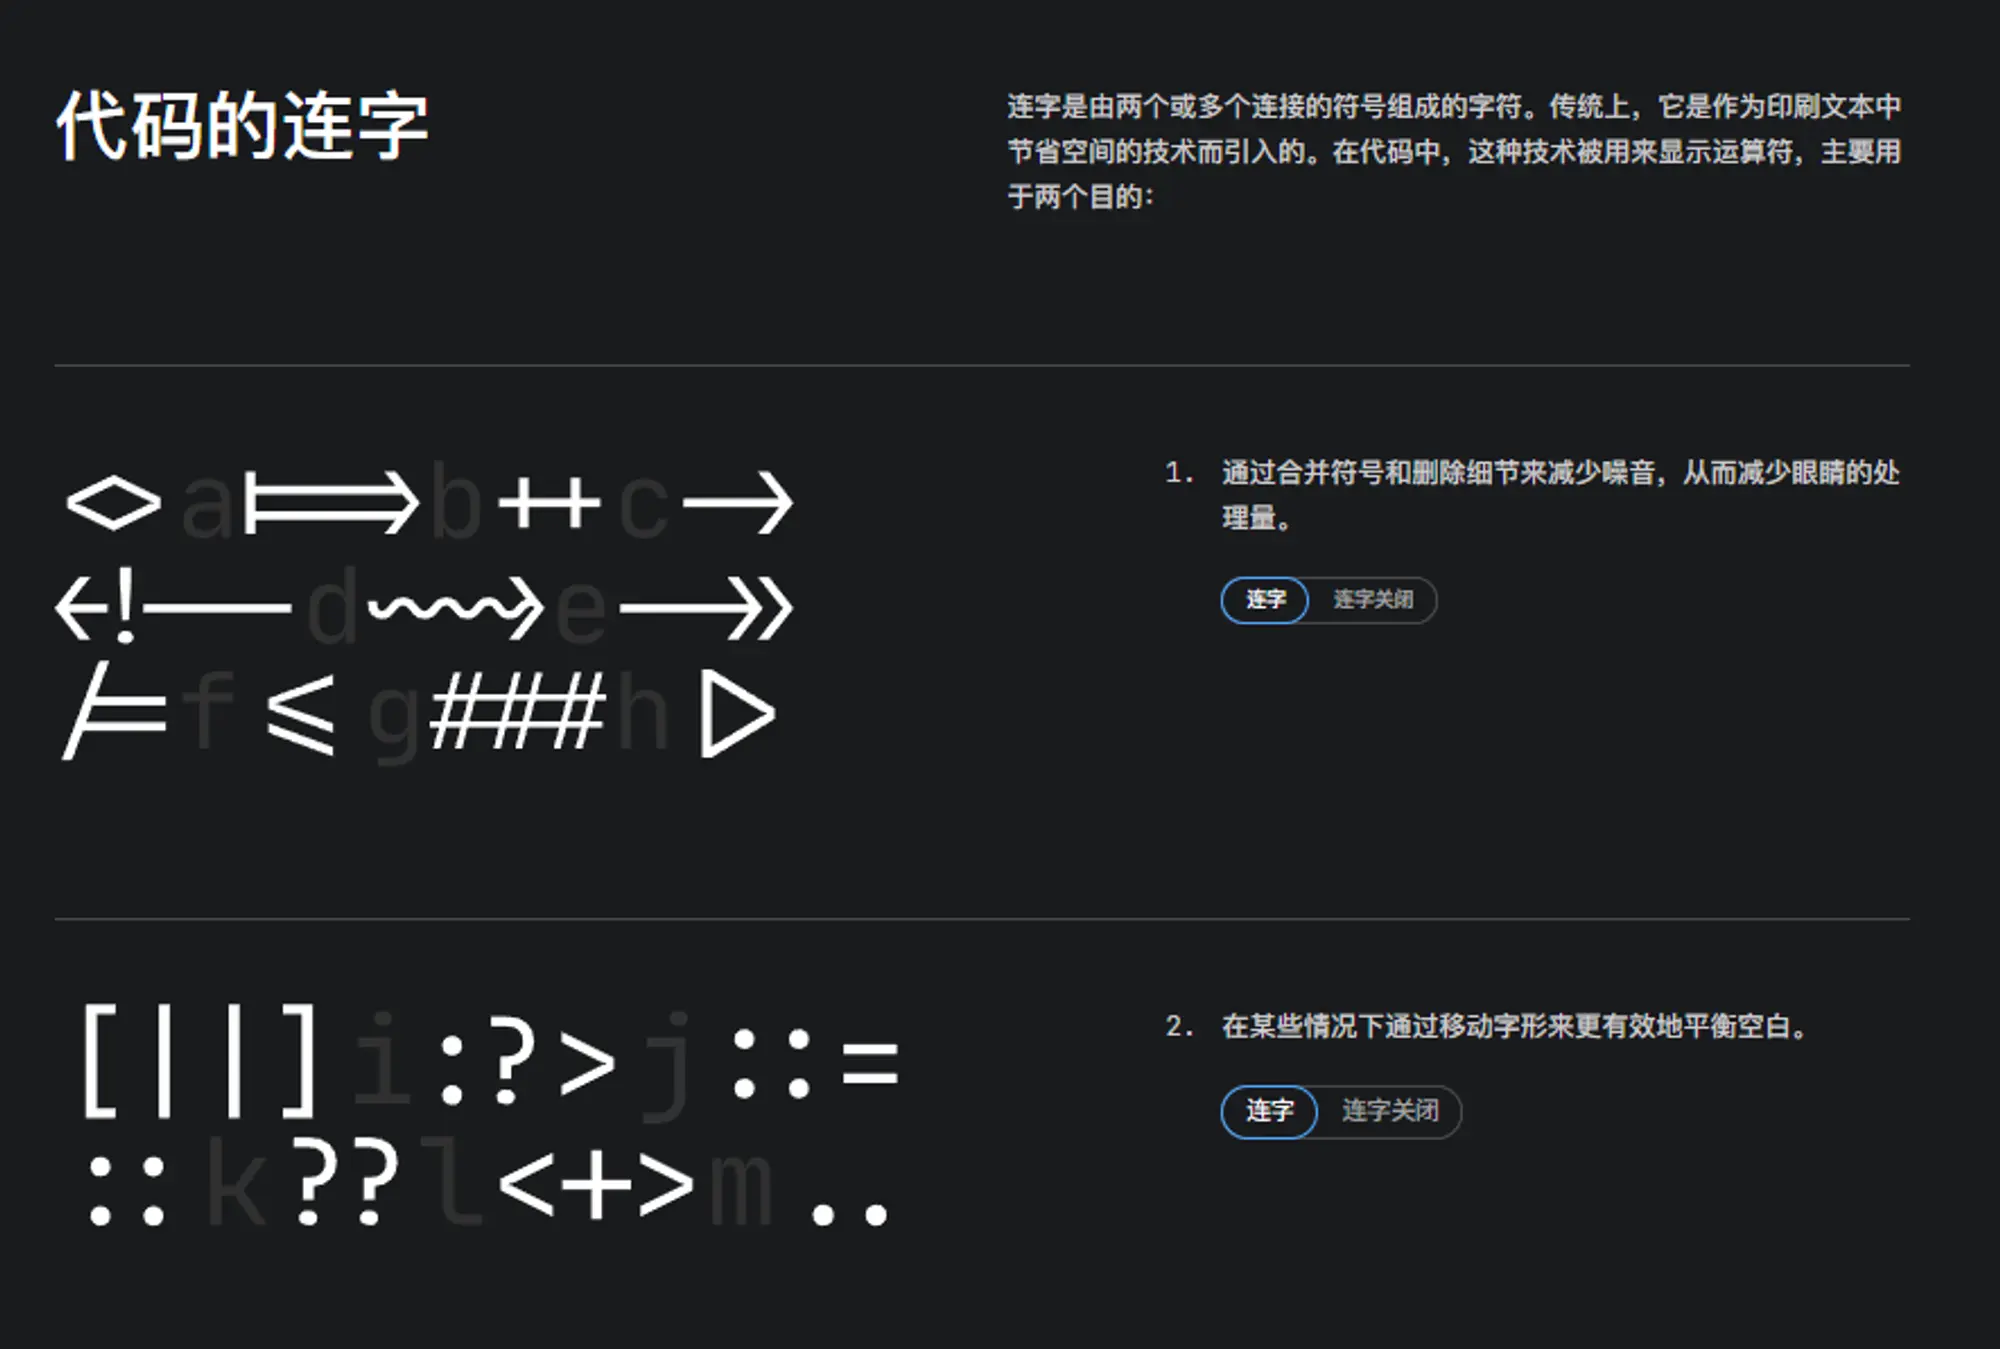 代码的连字
连字是由两个或多个连接的符号组成的字符。传统上，它是作为印刷文本中
节省空间的技术而引入的。在代码中，这种技术被用来显示运算符，主要用
于两个目的：
<>a|==>b++c->
<!--d~~>e->>
/=f<=g###h|>
1. 通过合并符号和删除细节来减少噪音，从而减少眼睛的处
理量。
连字 连字关闭
[||]i:?>j::=
::k??l<+>m..
2. 在某些情况下通过移动字形来更有效地平衡空白。
连字 连字关闭